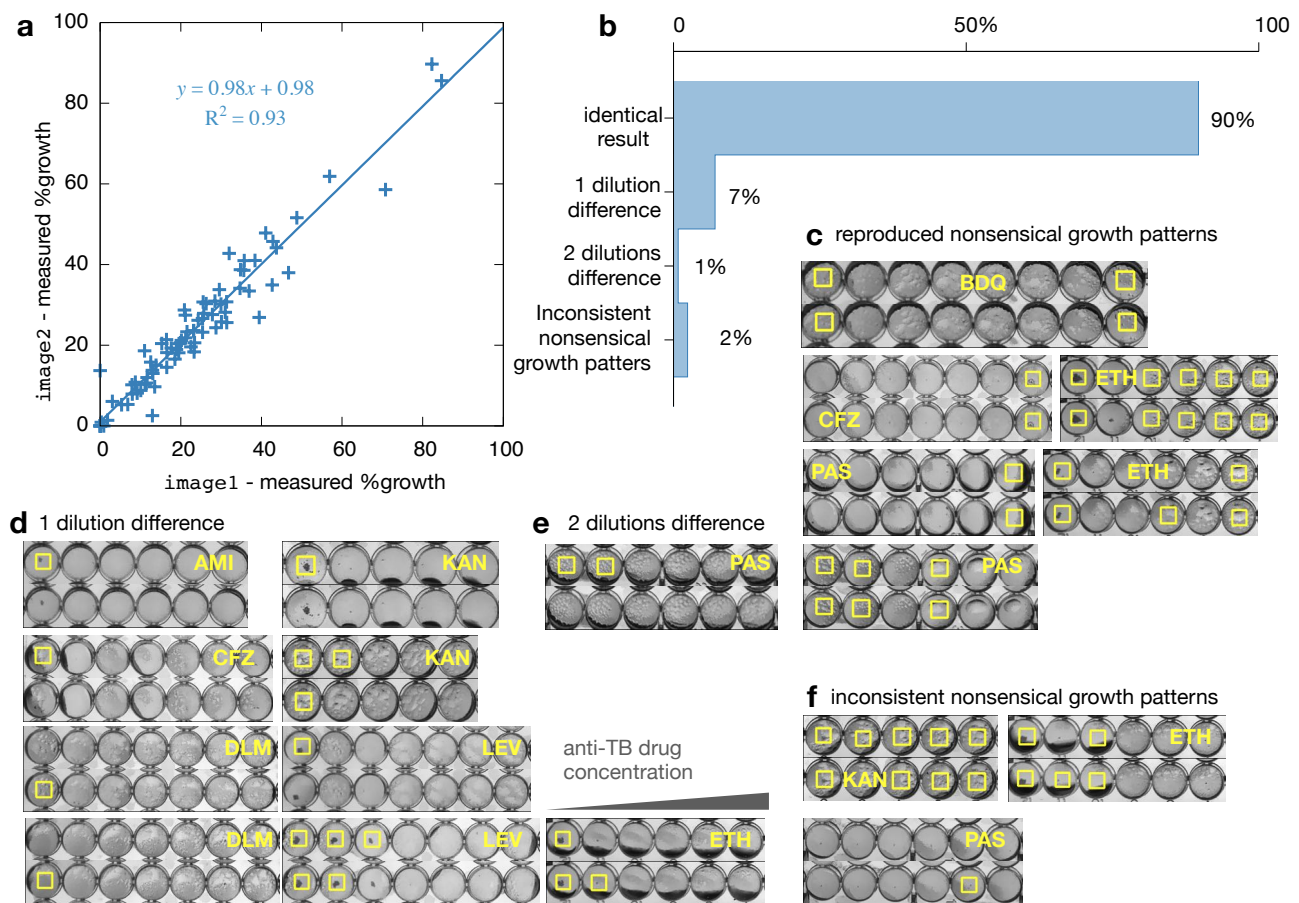 a
100
80
60
40
20
0
image2 - measured %growth
y = 0.98x + 0.98
R² = 0.93
0 20 40 60 80 100
image1 - measured %growth
b
0 50% 100
identical
result
90%
1 dilution
difference
7%
2 dilutions
difference
1%
Inconsistent
nonsensical
growth patters
2%
c reproduced nonsensical growth patterns
BDQ
CFZ
ETH
PAS
ETH
PAS
d 1 dilution difference
AMI
KAN
CFZ
KAN
DLM
LEV
DLM
LEV
ETH
e 2 dilutions difference
PAS
anti-TB drug
concentration
f inconsistent nonsensical growth patterns
KAN
ETH
PAS